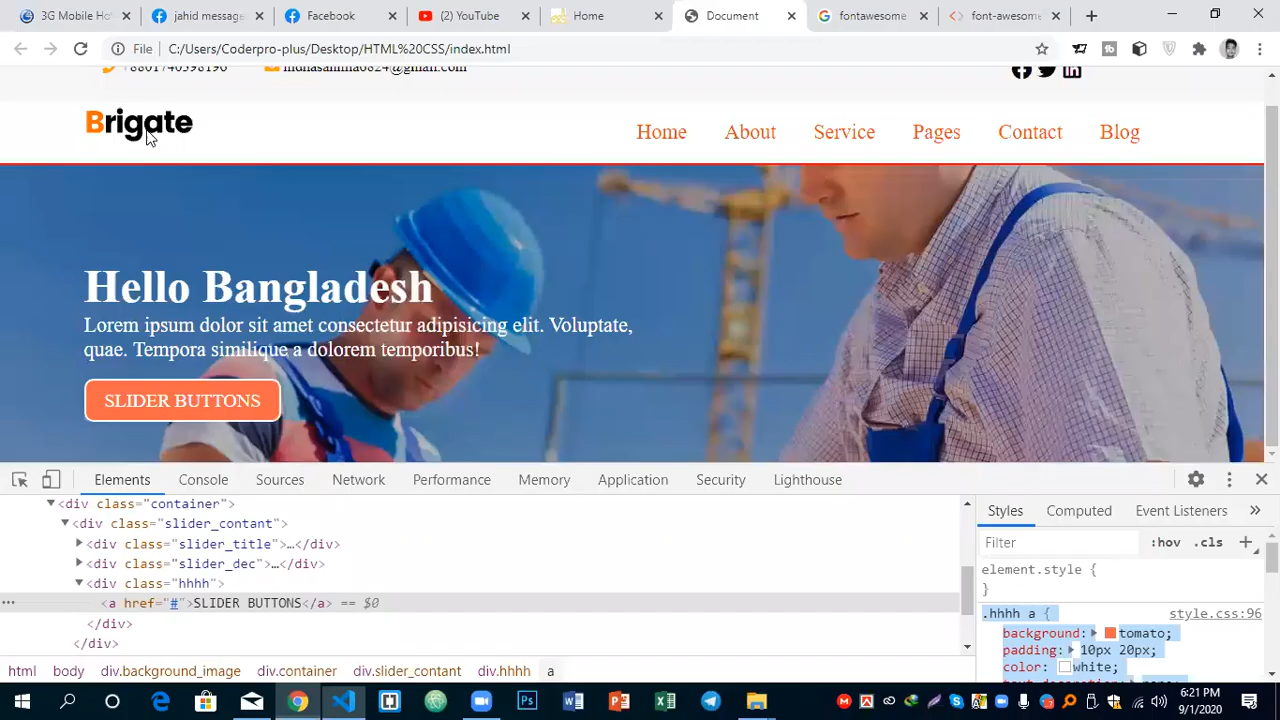 3G Mobile Ho
jahid message
Facebook
(2) YouTube
Home
Document
fontawesome
font-awesome
File
C:/Users/Coderpro-plus/Desktop/HTML%20CSS/index.html
Brigate
Home
About
Service
Pages
Contact
Blog
Hello Bangladesh
Lorem ipsum dolor sit amet consectetur adipisicing elit. Voluptate,
quae. Tempora similique a dolorem temporibus!
SLIDER BUTTONS
Elements
Console
Sources
Network
Performance
Memory
Application
Security
Lighthouse
<div class="container">
<div class="slider_contant">
<div class="slider_title">…</div>
<div class="slider_dec">…</div>
<div class="hhhh">
<a href="#">SLIDER BUTTONS</a> == $0
</div>
</div>
html
body
div.background_image
div.container
div.slider_contant
div.hhhh
a
Styles
Computed
Event Listeners
Filter
:hov
.cls
element.style {
}
.hhhh a {
style.css:96
background: tomato;
padding: 10px 20px;
color: white;
6:21 PM
9/1/2020